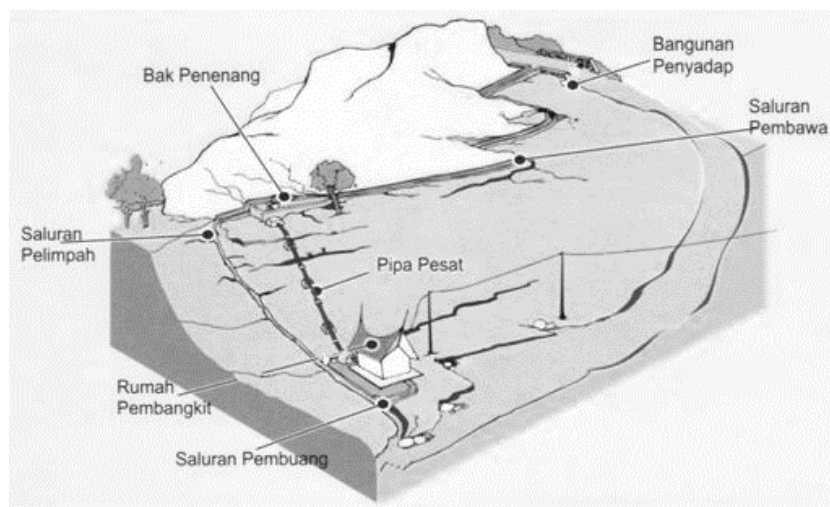 Bangunan
Penyadap
Bak Penenang
Saluran
Pembawa
Saluran
Pelimpah
Pipa Pesat
Rumah
Pembangkit
Saluran Pembuang